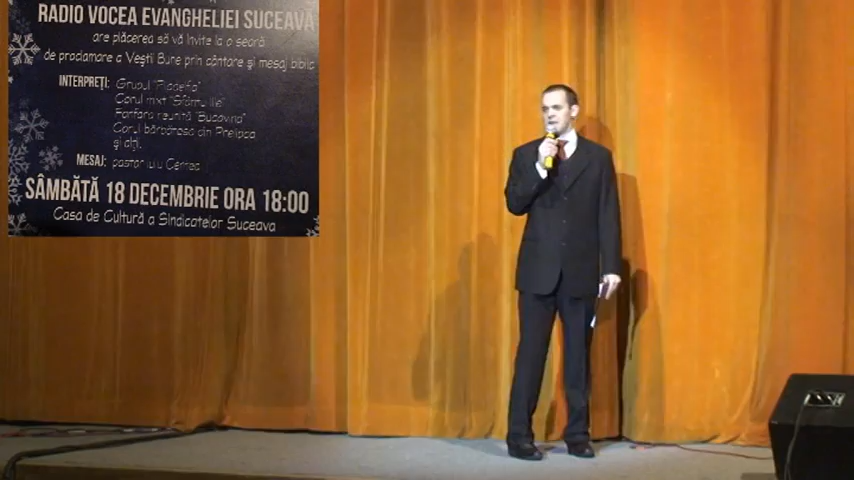 RADIO VOCEA EVANGHELIEI SUCEAVA
are plăcerea să vă invite la o seară
de proclamare a Veștii Bune prin cântare și mesaj biblic
INTERPREȚI: Grupul
Corul mixt
Fanfara reunită "Bucovina"
Corul bărbătesc din
și alții.
MESAJ: pastor
SÂMBĂTĂ 18 DECEMBRIE ORA 18:00
Casa de Cultură a Sindicatelor Suceava